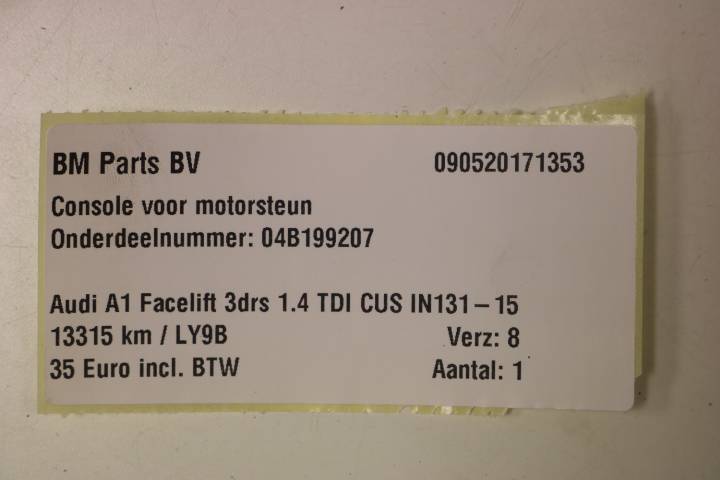 BM Parts BV 090520171353
Console voor motorsteun
Onderdeelnummer: 04B199207
Audi A1 Facelift 3drs 1.4 TDI CUS IN131-15
13315 km / LY9B Verz: 8
35 Euro incl. BTW Aantal: 1